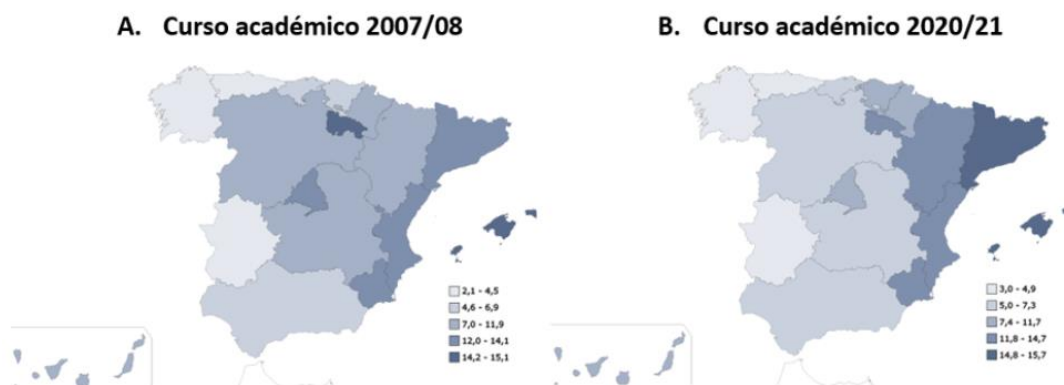 A. Curso académico 2007/08
2,1 - 4,5
4,6 - 6,9
7,0 - 11,9
12,0 - 14,1
14,2 - 15,1
B. Curso académico 2020/21
3,0 - 4,9
5,0 - 7,3
7,4 - 11,7
11,8 - 14,7
14,8 - 15,7